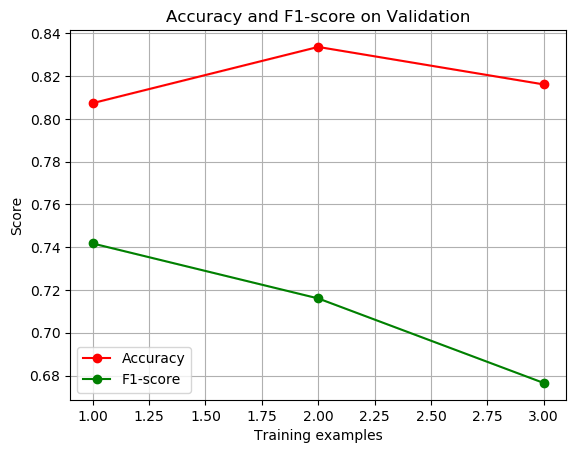 Accuracy and F1-score on Validation
0.84
0.82
0.80
0.78
0.76
0.74
0.72
0.70
0.68
Score
Accuracy
F1-score
1.00 1.25 1.50 1.75 2.00 2.25 2.50 2.75 3.00
Training examples